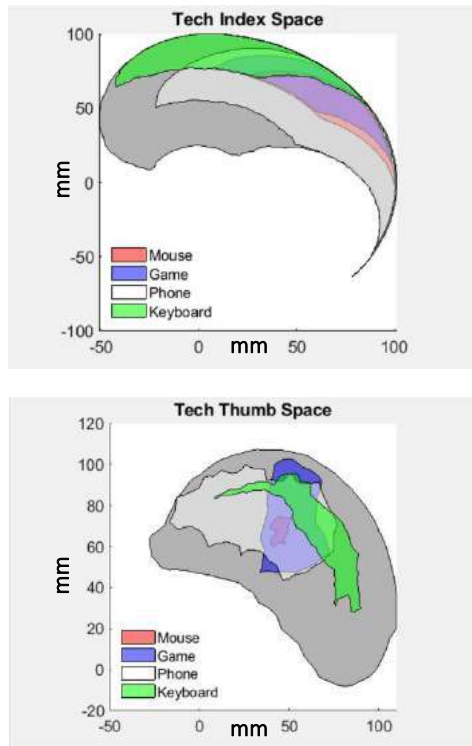 Tech Index Space
100
50
0
-50
-100
mm
Mouse
Game
Phone
Keyboard
-50 0 mm 50 100
Tech Thumb Space
120
100
80
60
40
20
0
-20
mm
Mouse
Game
Phone
Keyboard
-50 0 mm 50 100